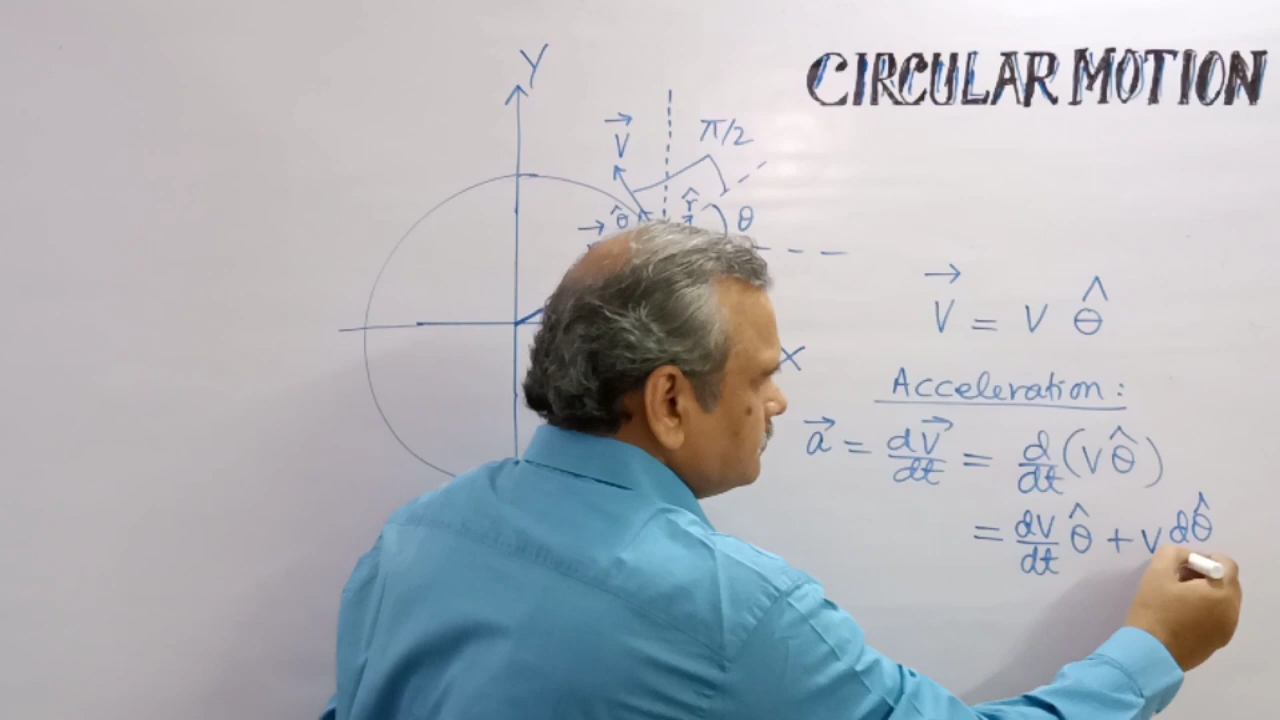 CIRCULAR MOTION
Y
π/2
V⃗
r̂
θ̂
θ
X
V⃗ = V θ̂
Acceleration:
a⃗ = dV⃗/dt = d/dt (V θ̂)
= dV/dt θ̂ + V dθ̂